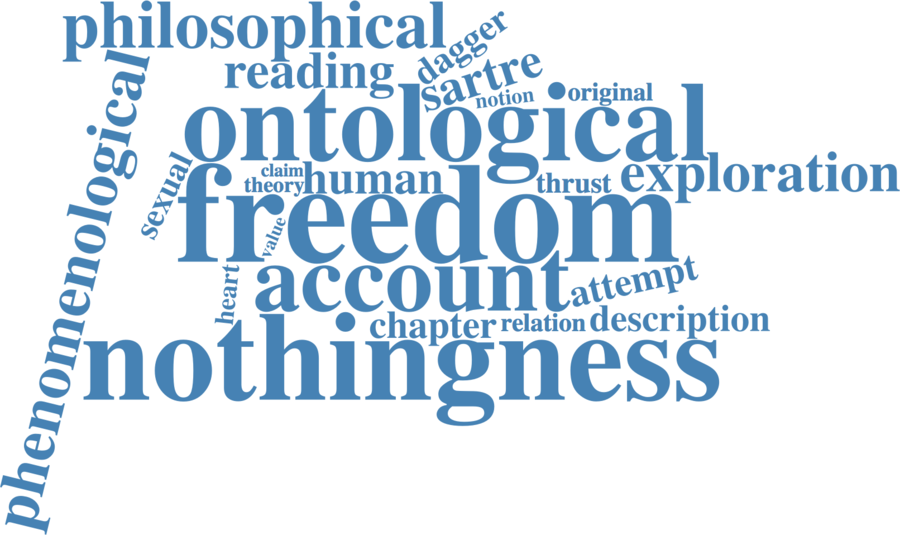 philosophical
dagger
reading
sartre
notion
original
ontological
phenomenological
sexual
claim
theory
human
thrust
exploration
freedom
value
heart
account
attempt
chapter
relation
description
nothingness